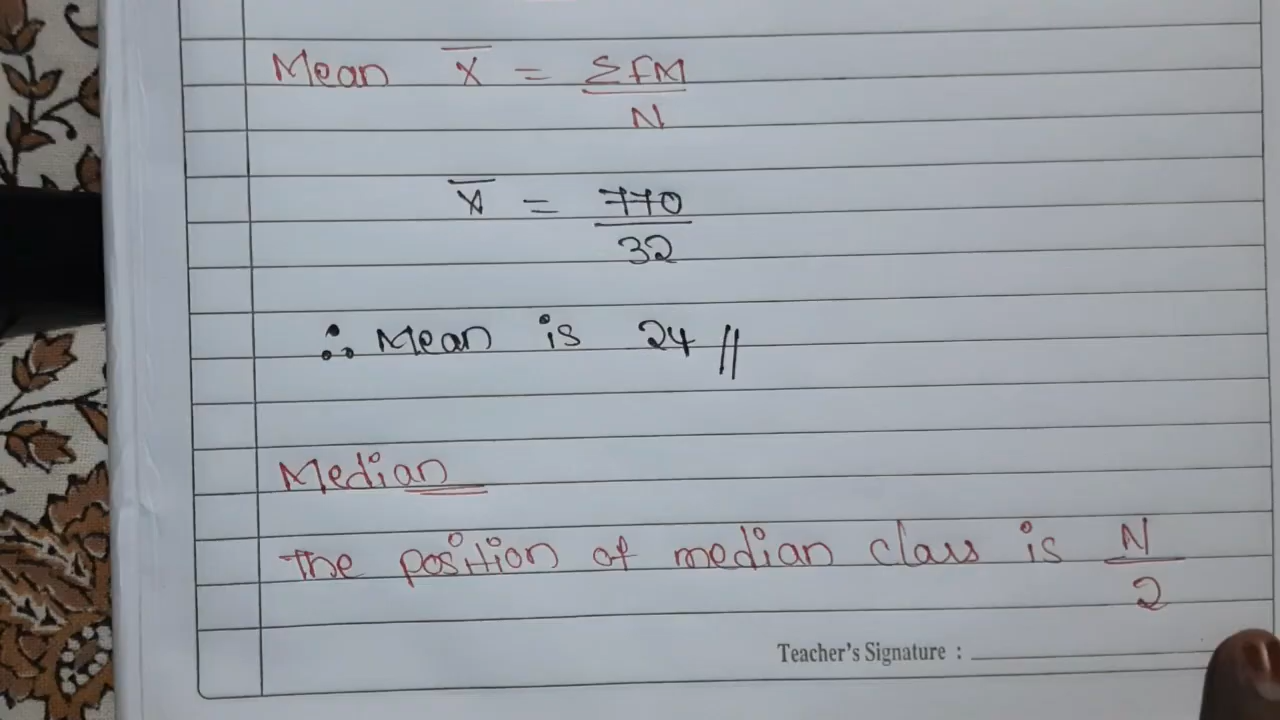 Mean x̄ = ΣfM
N
x̄ = 770
32
∴ Mean is 24 //
Median
The position of median class is N
2
Teacher's Signature :